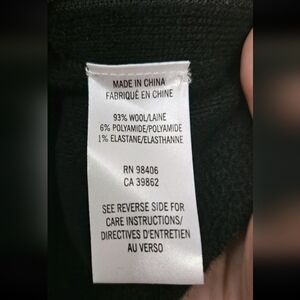 MADE IN CHINA
FABRIQUÉ EN CHINE
93% WOOL/LAINE
6% POLYAMIDE/POLYAMIDE
1% ELASTANE/ELASTHANNE
RN 98406
CA 39862
SEE REVERSE SIDE FOR
CARE INSTRUCTIONS/
DIRECTIVES D'ENTRETIEN
AU VERSO